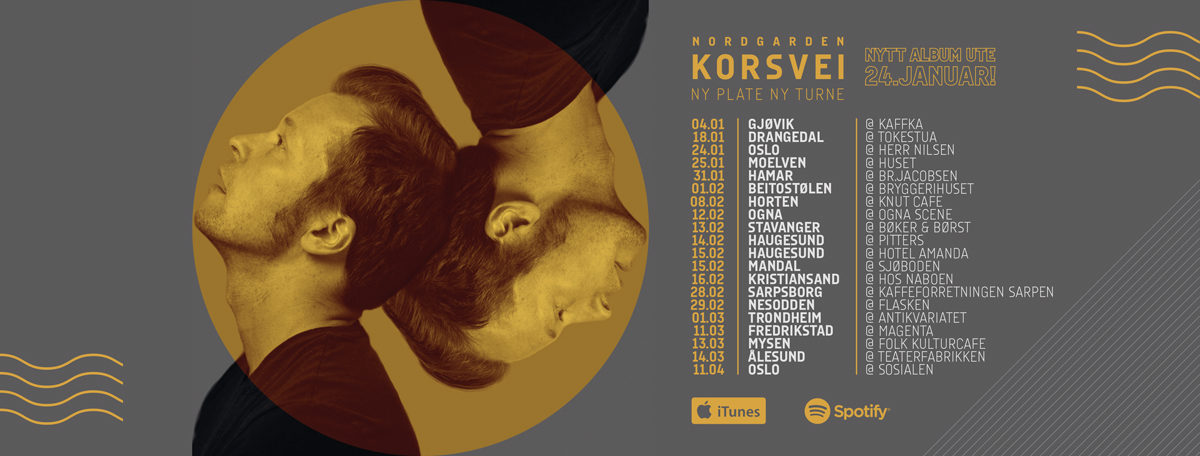 NORDGARDEN
KORSVEI
NY PLATE NY TURNE
NYTT ALBUM UTE
24.JANUAR!
04.01 GJØVIK @ KAFFKA
18.01 DRANGEDAL @ TOKESTUA
24.01 OSLO @ HERR NILSEN
25.01 MOELVEN @ HUSET
31.01 HAMAR @ BR.JACOBSEN
01.02 BEITOSTØLEN @ BRYGGERIHUSET
08.02 HORTEN @ KNUT CAFE
12.02 OGNA @ OGNA SCENE
13.02 STAVANGER @ BØKER & BØRST
14.02 HAUGESUND @ PITTERS
15.02 HAUGESUND @ HOTEL AMANDA
15.02 MANDAL @ SJØBODEN
16.02 KRISTIANSAND @ HOS NABOEN
28.02 SARPSBORG @ KAFFEFORRETNINGEN SARPEN
29.02 NESODDEN @ FLASKEN
01.03 TRONDHEIM @ ANTIKVARIATET
11.03 FREDRIKSTAD @ MAGENTA
13.03 MYSEN @ FOLK KULTURCAFE
14.03 ÅLESUND @ TEATERFABRIKKEN
11.04 OSLO @ SOSIALEN
iTunes
Spotify